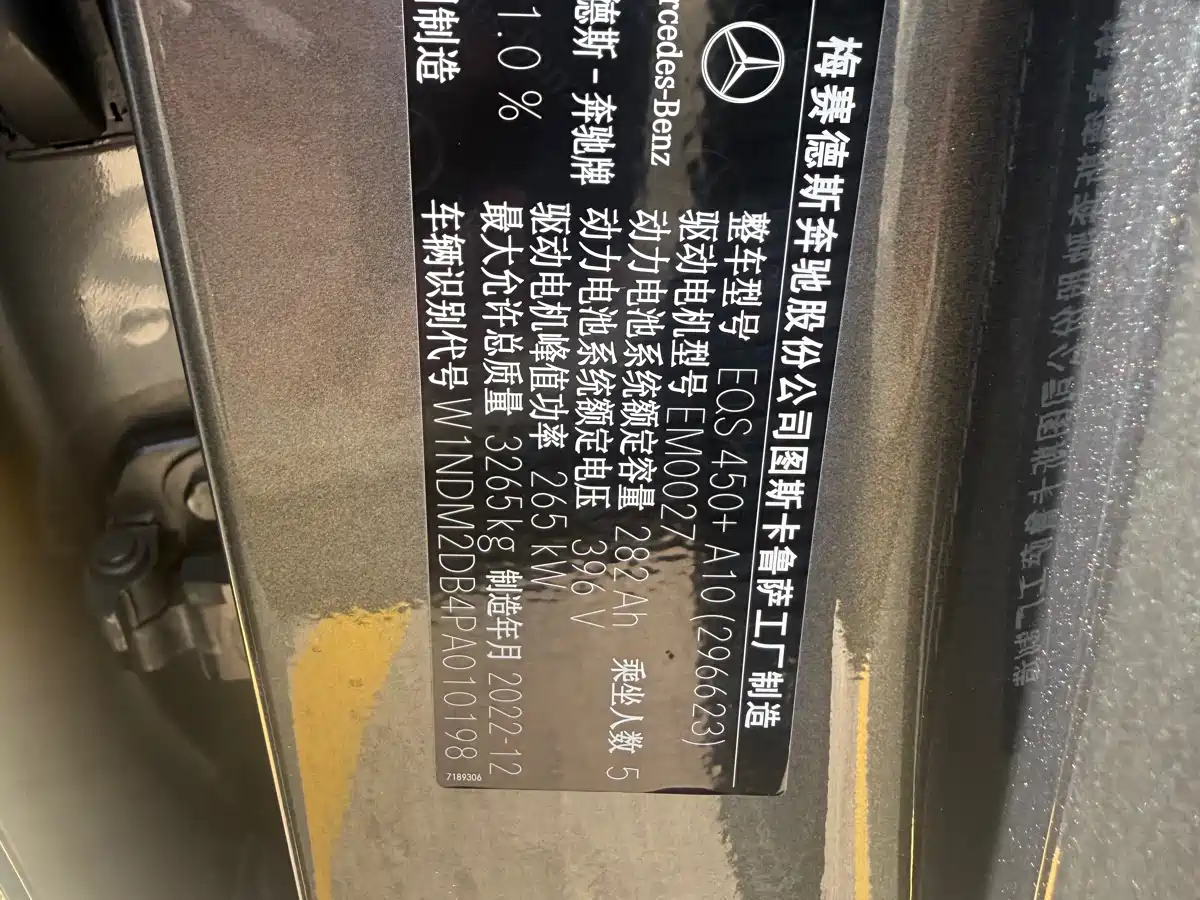 梅赛德斯奔驰股份公司图斯卡鲁萨工厂制造
整车型号 EQS 450+ A10(296623)
rcedes-Benz 驱动电机型号 EM0027
动力电池系统额定容量 282 Ah 乘坐人数 5
德斯-奔驰牌 动力电池系统额定电压 396 V
1.0 % 驱动电机峰值功率 265 kW
最大允许总质量 3265kg 制造年月 2022-12
制造 车辆识别代号 W1NDM2DB4PA010198
7189306